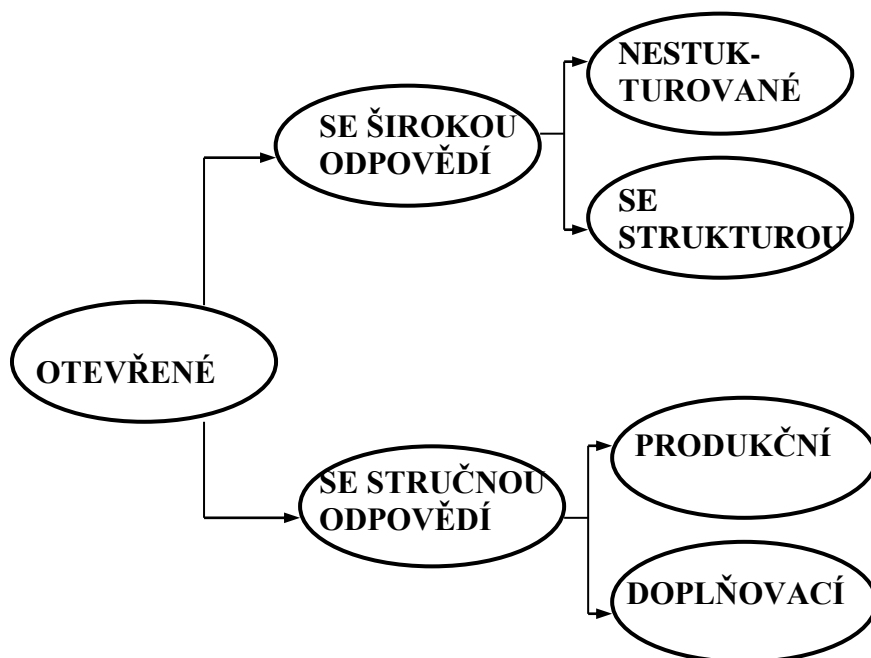 NESTUK-
TUROVANÉ
SE ŠIROKOU
ODPOVĚDÍ
SE
STRUKTUROU
OTEVŘENÉ
PRODUKČNÍ
SE STRUČNOU
ODPOVĚDÍ
DOPLŇOVACÍ